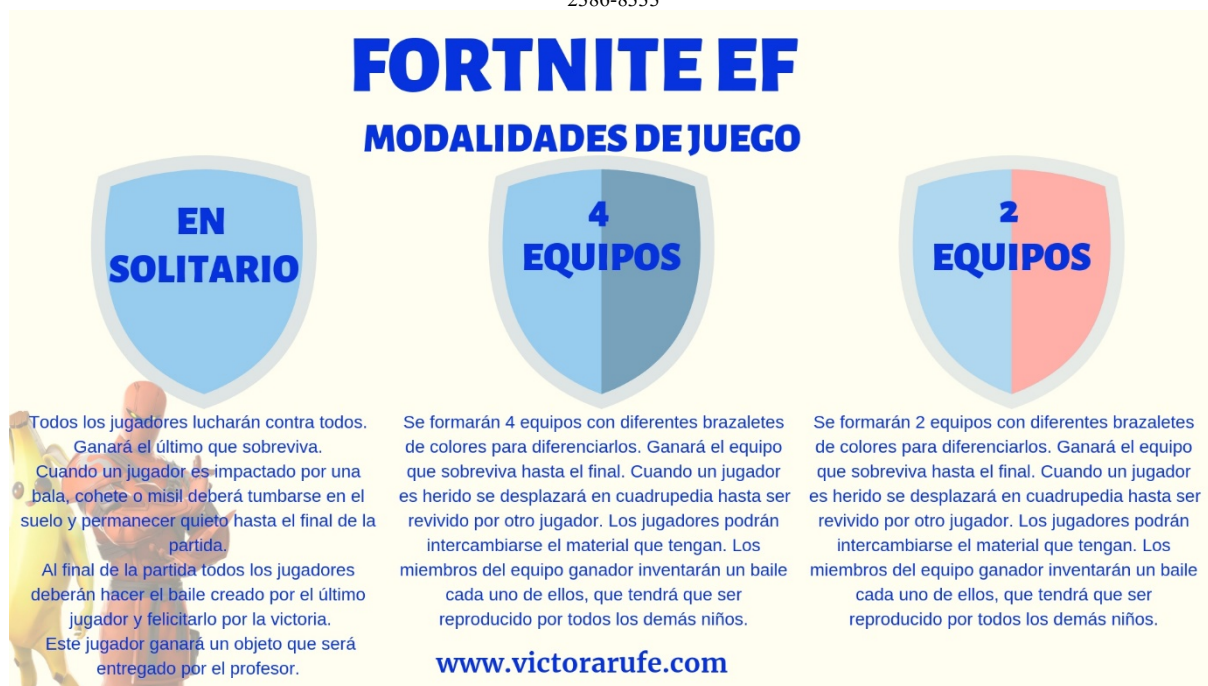 2386-8333
FORTNITE EF
MODALIDADES DE JUEGO
EN
SOLITARIO
4
EQUIPOS
2
EQUIPOS
Todos los jugadores lucharán contra todos.
Ganará el último que sobreviva.
Cuando un jugador es impactado por una
bala, cohete o misil deberá tumbarse en el
suelo y permanecer quieto hasta el final de la
partida.
Al final de la partida todos los jugadores
deberán hacer el baile creado por el último
jugador y felicitarlo por la victoria.
Este jugador ganará un objeto que será
entregado por el profesor.
Se formarán 4 equipos con diferentes brazaletes
de colores para diferenciarlos. Ganará el equipo
que sobreviva hasta el final. Cuando un jugador
es herido se desplazará en cuadrupedia hasta ser
revivido por otro jugador. Los jugadores podrán
intercambiarse el material que tengan. Los
miembros del equipo ganador inventarán un baile
cada uno de ellos, que tendrá que ser
reproducido por todos los demás niños.
Se formarán 2 equipos con diferentes brazaletes
de colores para diferenciarlos. Ganará el equipo
que sobreviva hasta el final. Cuando un jugador
es herido se desplazará en cuadrupedia hasta ser
revivido por otro jugador. Los jugadores podrán
intercambiarse el material que tengan. Los
miembros del equipo ganador inventarán un baile
cada uno de ellos, que tendrá que ser
reproducido por todos los demás niños.
www.victorarufe.com